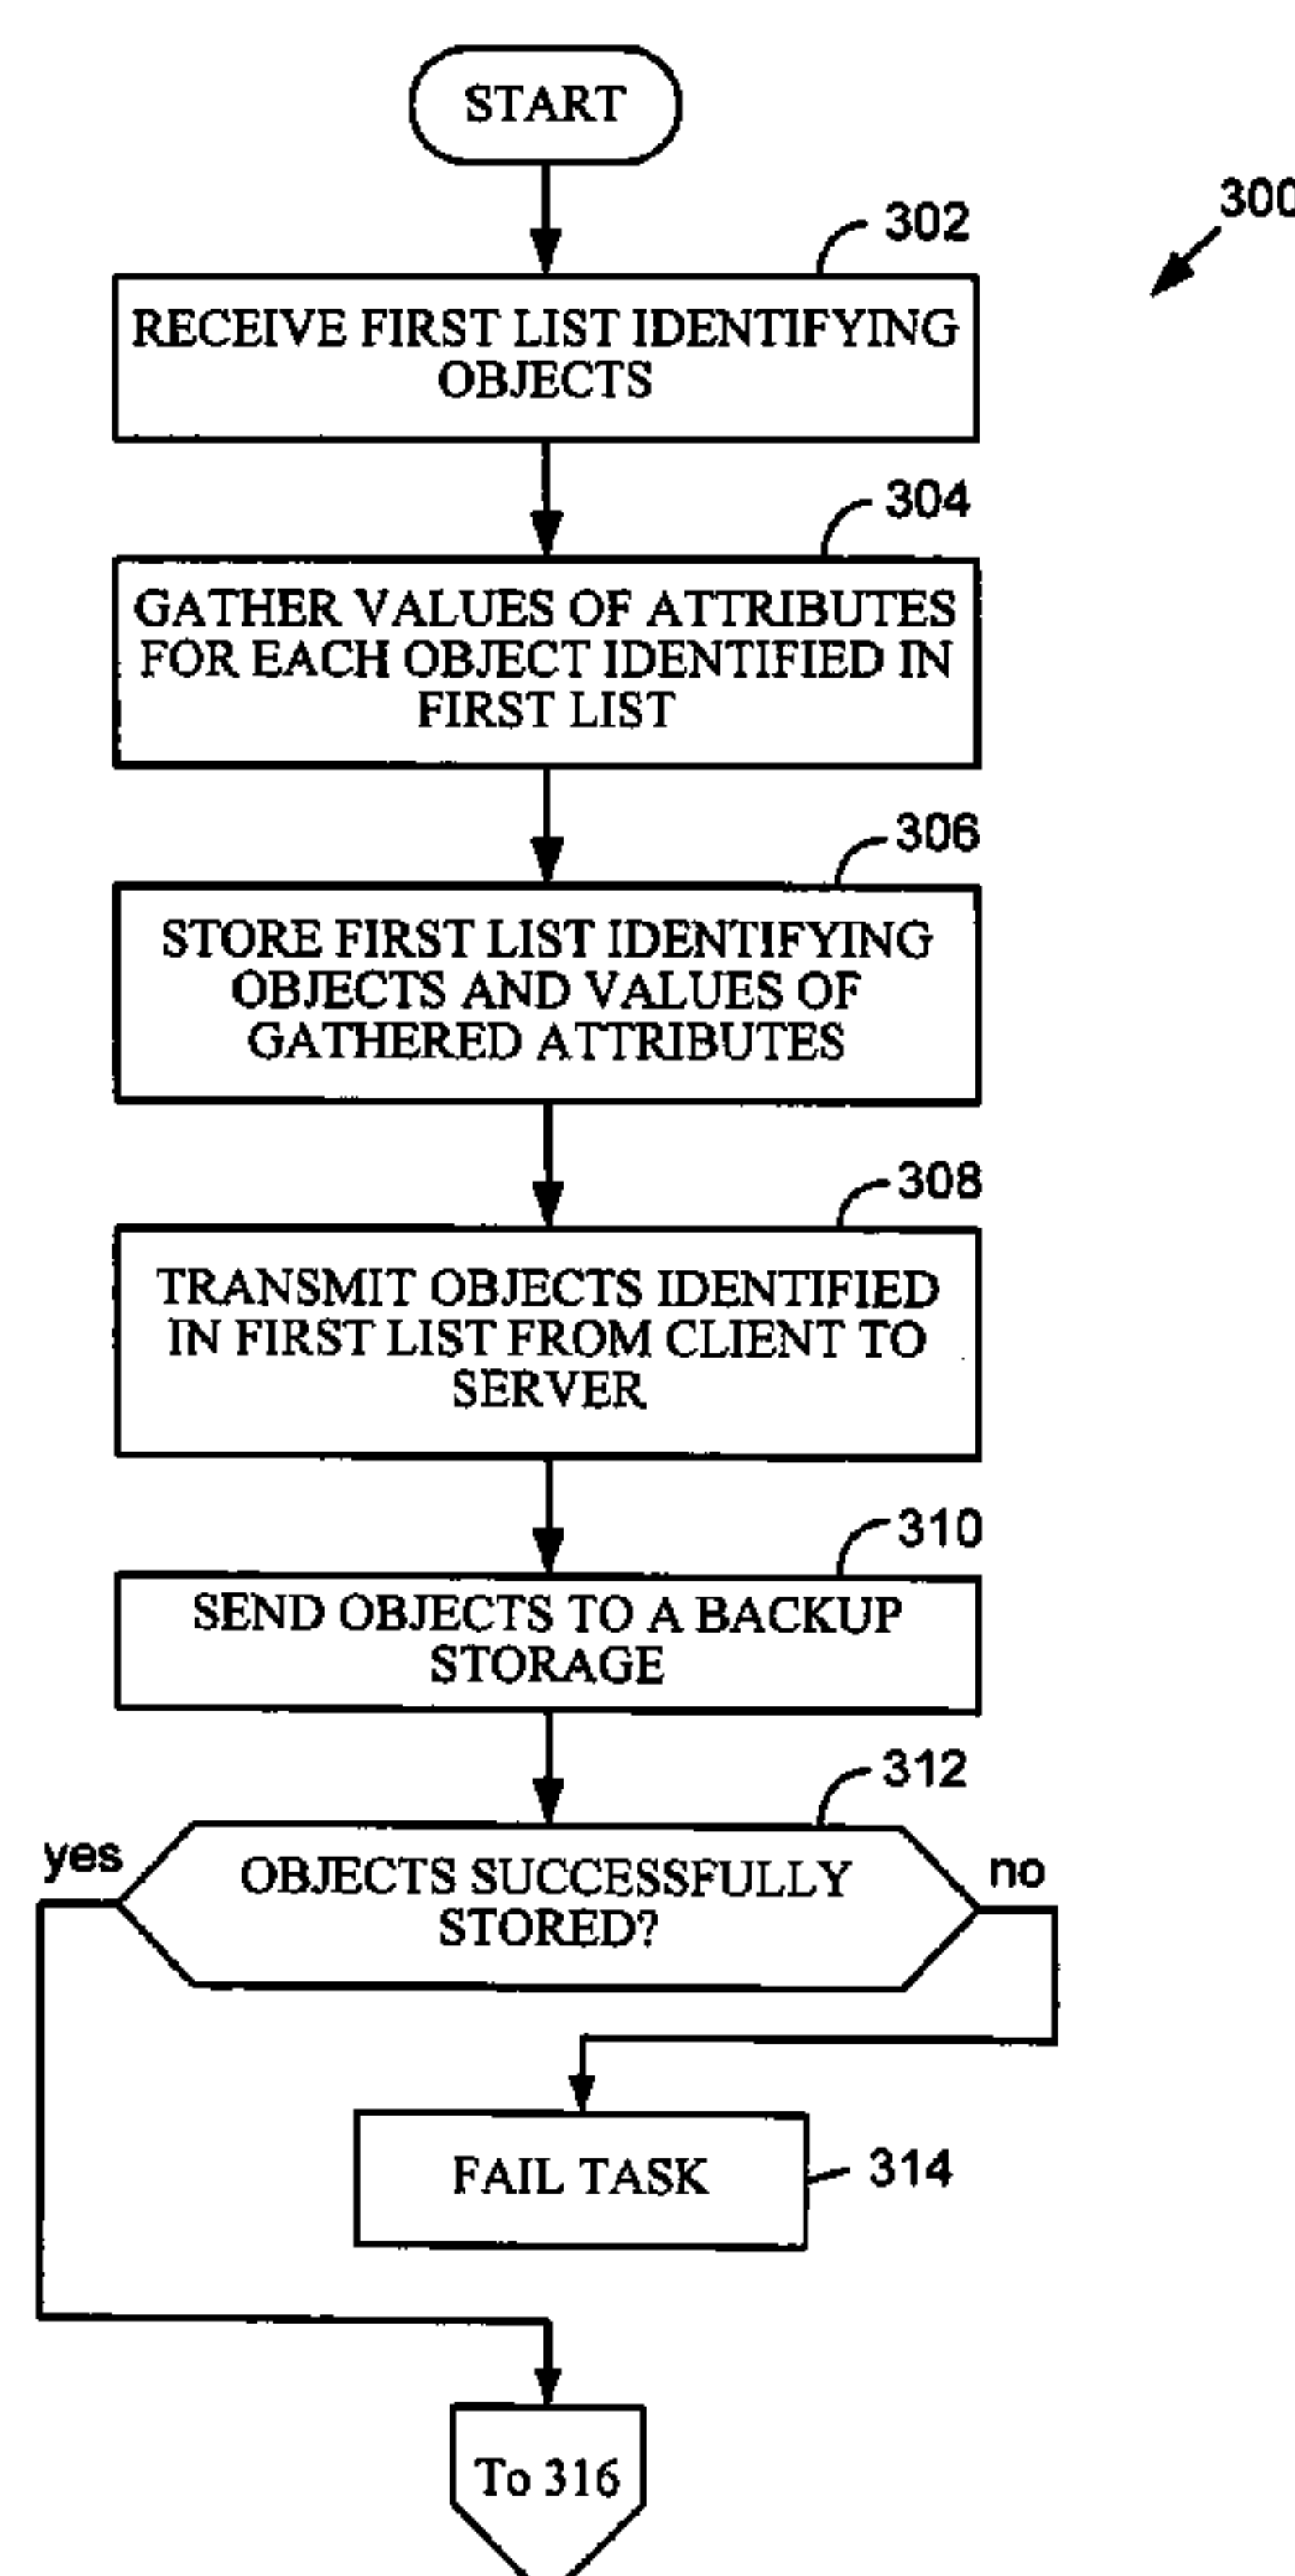 START
300
302
RECEIVE FIRST LIST IDENTIFYING
OBJECTS
304
GATHER VALUES OF ATTRIBUTES
FOR EACH OBJECT IDENTIFIED IN
FIRST LIST
306
STORE FIRST LIST IDENTIFYING
OBJECTS AND VALUES OF
GATHERED ATTRIBUTES
308
TRANSMIT OBJECTS IDENTIFIED
IN FIRST LIST FROM CLIENT TO
SERVER
310
SEND OBJECTS TO A BACKUP
STORAGE
312
yes
OBJECTS SUCCESSFULLY
STORED?
no
FAIL TASK
314
To 316